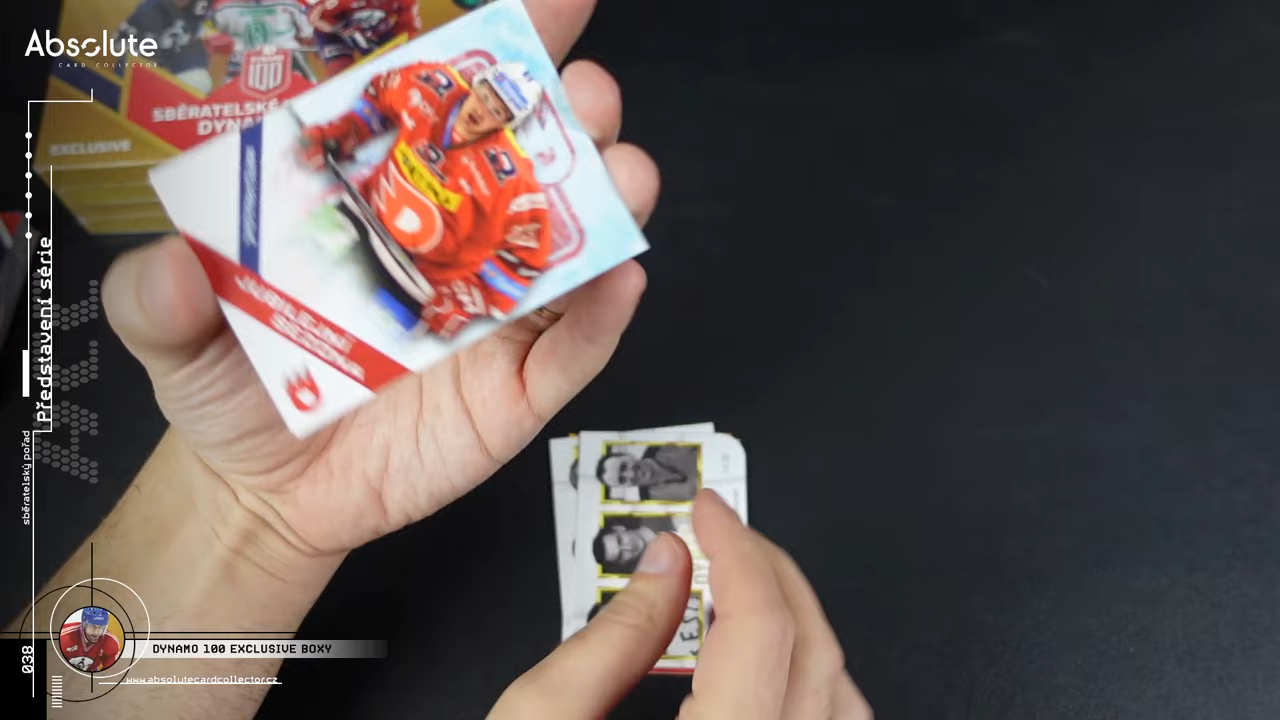 Absolute
CARD COLLECTOR
100
SBĚRATELSKÉ
EXCLUSIVE
JUBILEJNÍ
SEZONA
Představení série
sběratelský pořad
038
DYNAMO 100 EXCLUSIVE BOXY
www.absolutecardcollector.cz